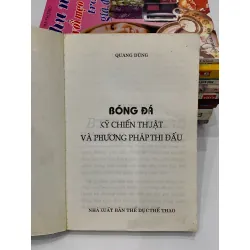 QUANG DŨNG
BÓNG ĐÁ
KỸ CHIẾN THUẬT
VÀ PHƯƠNG PHÁP THI ĐẤU
NHÀ XUẤT BẢN THỂ DỤC THỂ THAO